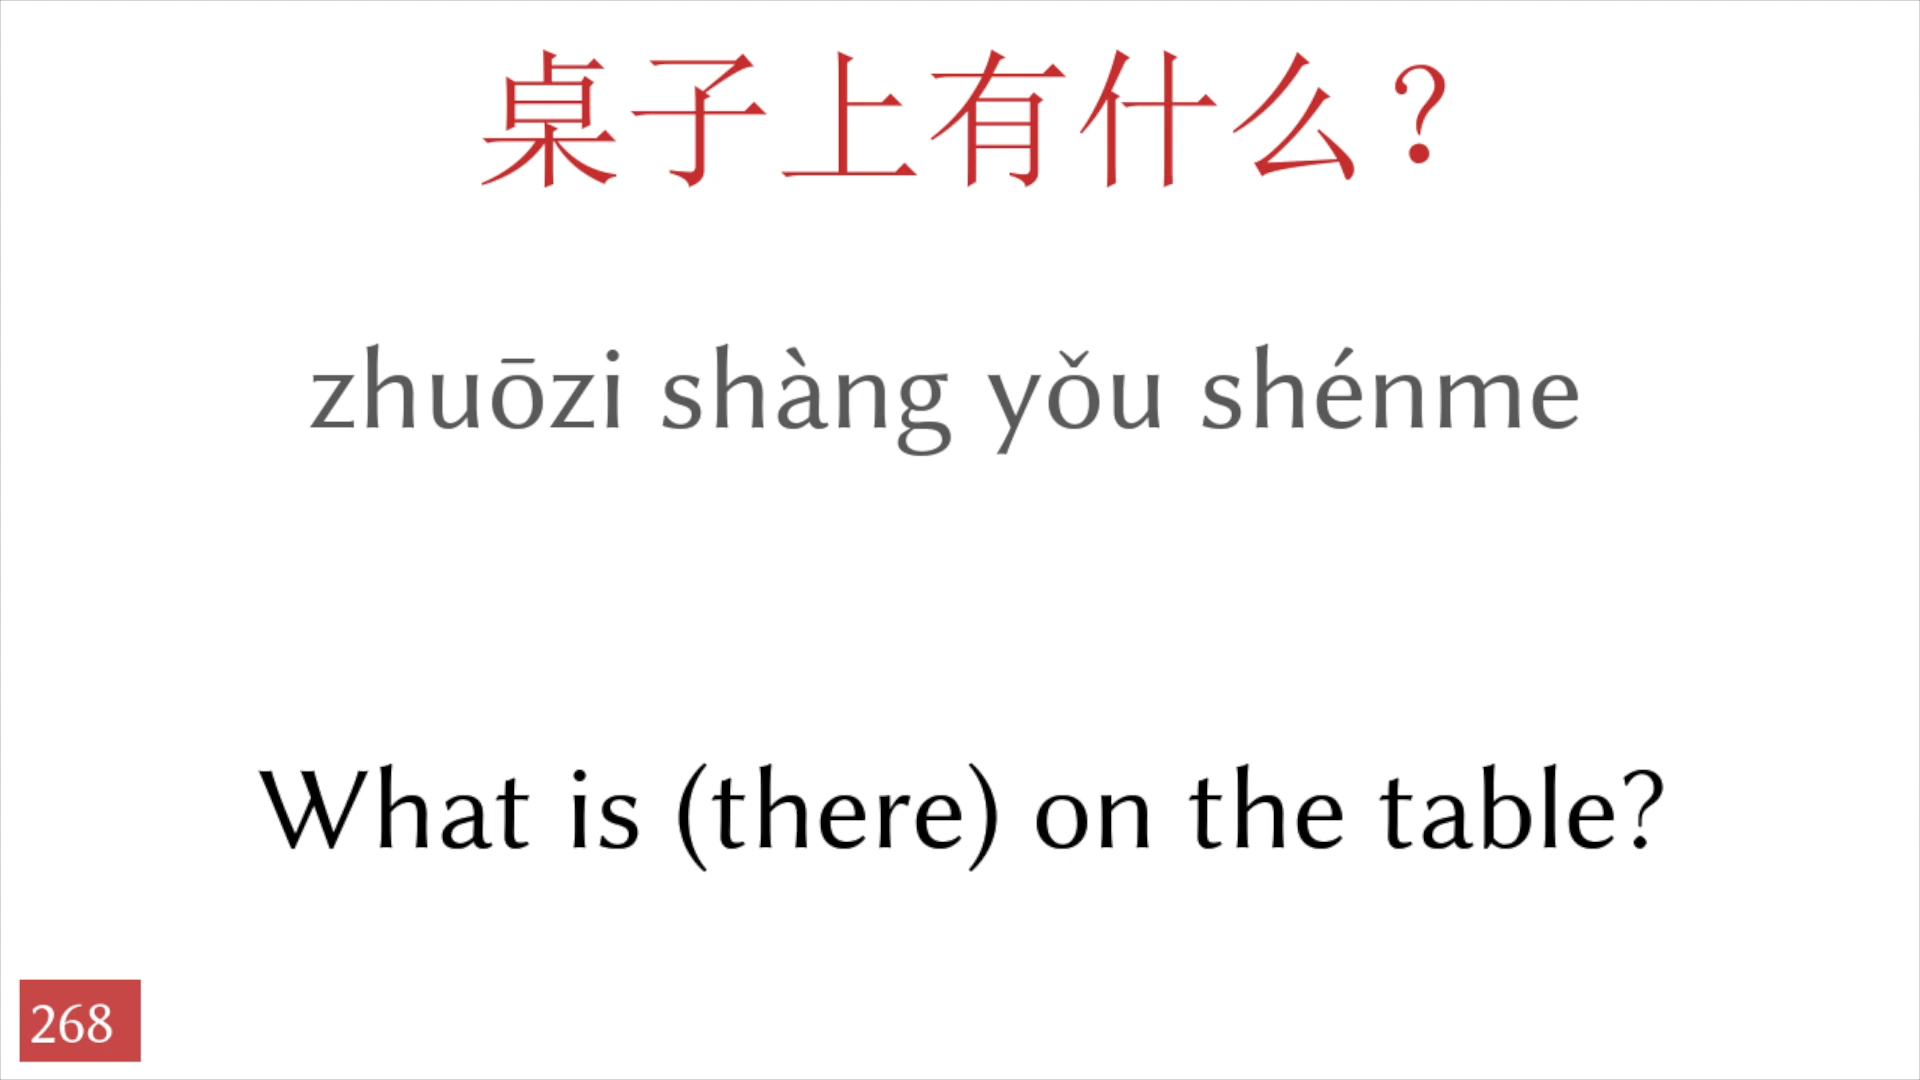 桌子上有什么？
zhuōzi shàng yǒu shénme
What is (there) on the table?
268